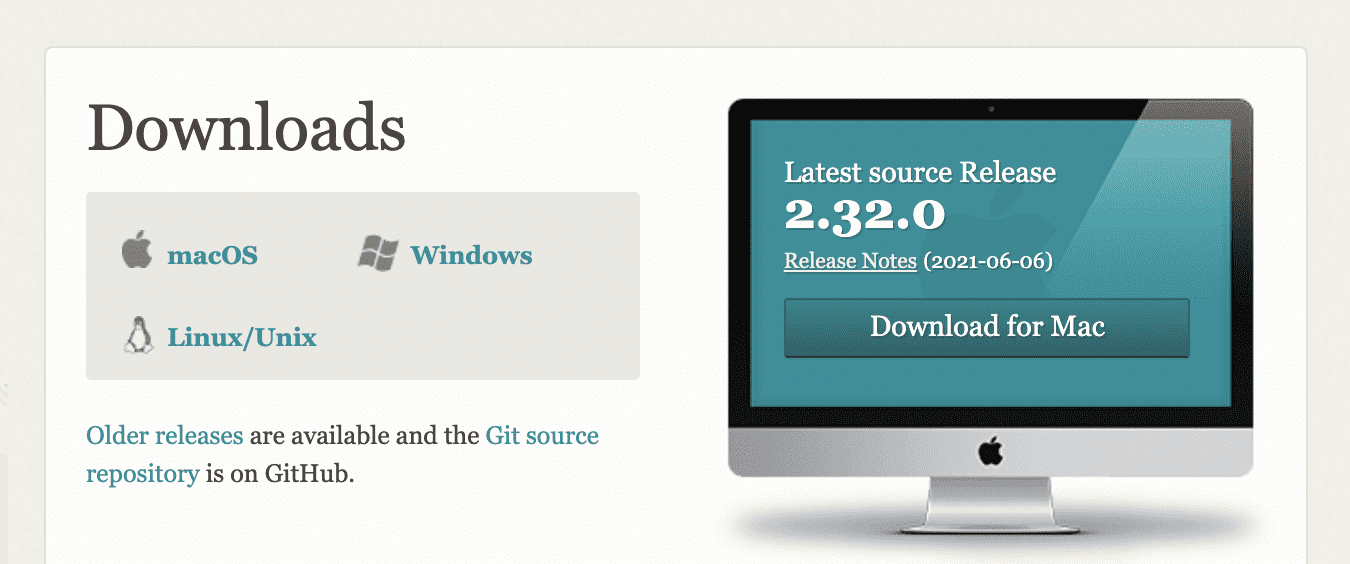 Downloads
macOS
Windows
Linux/Unix
Older releases are available and the Git source
repository is on GitHub.
Latest source Release
2.32.0
Release Notes (2021-06-06)
Download for Mac